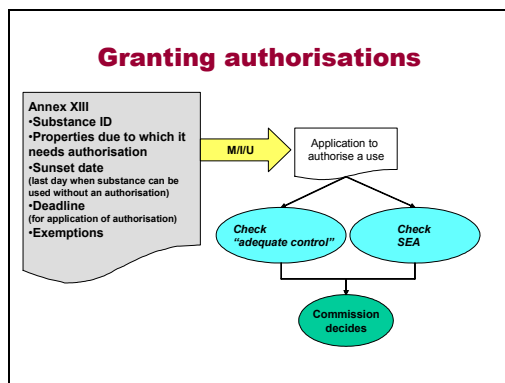 Granting authorisations
Annex XIII
•Substance ID
•Properties due to which it
needs authorisation
•Sunset date
(last day when substance can be
used without an authorisation)
•Deadline
(for application of authorisation)
•Exemptions
M/I/U
Application to
authorise a use
Check
“adequate control”
Check
SEA
Commission
decides